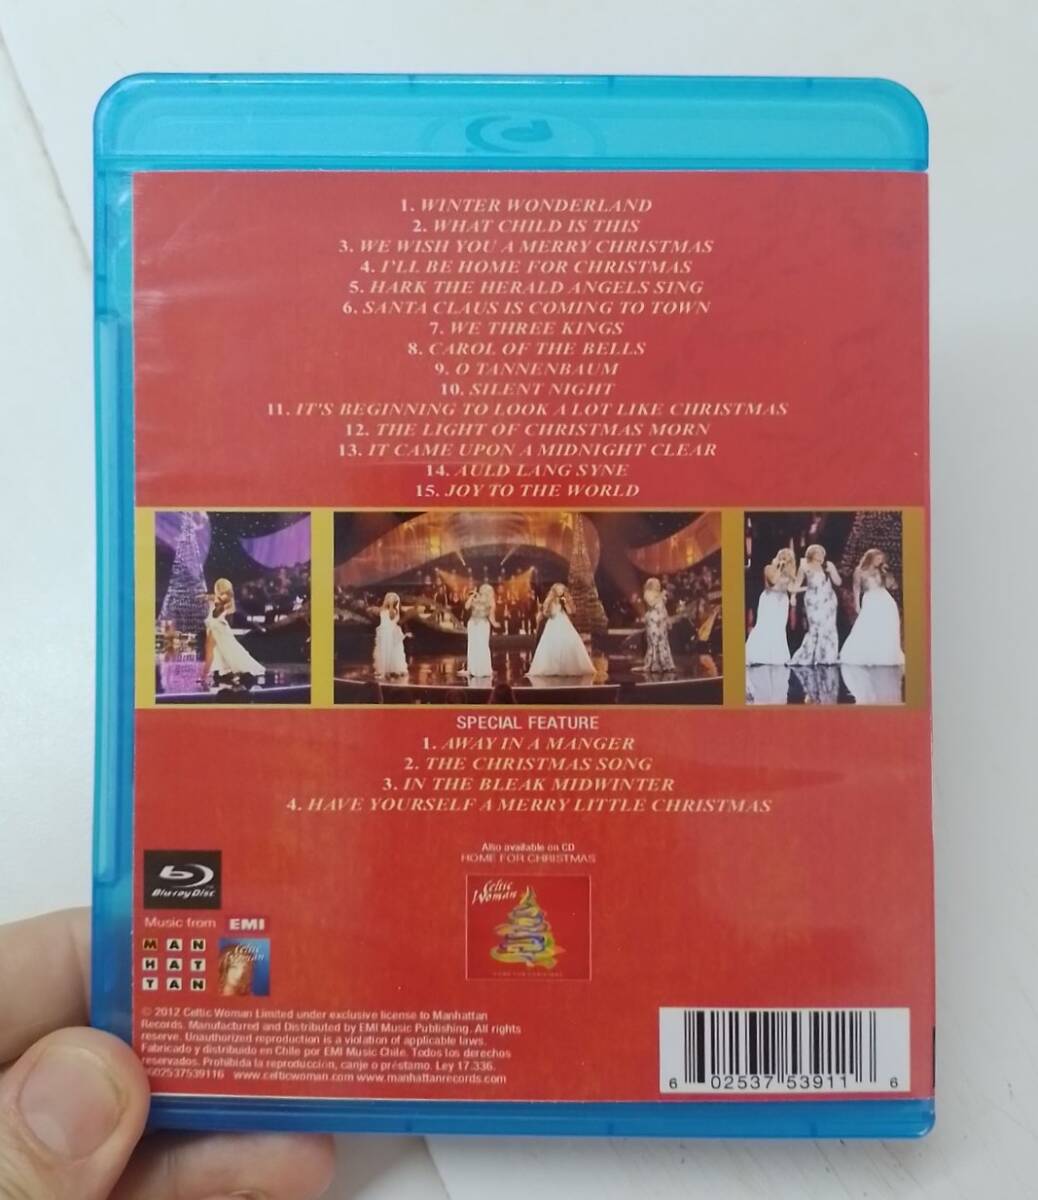 1. WINTER WONDERLAND
2. WHAT CHILD IS THIS
3. WE WISH YOU A MERRY CHRISTMAS
4. I'LL BE HOME FOR CHRISTMAS
5. HARK THE HERALD ANGELS SING
6. SANTA CLAUS IS COMING TO TOWN
7. WE THREE KINGS
8. CAROL OF THE BELLS
9. O TANNENBAUM
10. SILENT NIGHT
11. IT'S BEGINNING TO LOOK A LOT LIKE CHRISTMAS
12. THE LIGHT OF CHRISTMAS MORN
13. IT CAME UPON A MIDNIGHT CLEAR
14. AULD LANG SYNE
15. JOY TO THE WORLD
SPECIAL FEATURE
1. AWAY IN A MANGER
2. THE CHRISTMAS SONG
3. IN THE BLEAK MIDWINTER
4. HAVE YOURSELF A MERRY LITTLE CHRISTMAS
Also available on CD
HOME FOR CHRISTMAS
Celtic
Woman
HOME FOR CHRISTMAS
Blu-ray Disc
Music from EMI
MAN
HAT
TAN
Celtic
Woman
© 2012 Celtic Woman Limited under exclusive license to Manhattan
Records. Manufactured and Distributed by EMI Music Publishing. All rights
reserve. Unauthorized reproduction is a violation of applicable laws.
Fabricado y distribuido en Chile por EMI Music Chile. Todos los derechos
reservados. Prohibida la reproducción, canje o préstamo. Ley 17.336.
0602537539116 www.celticwoman.com www.manhattanrecords.com
6 02537 53911 6